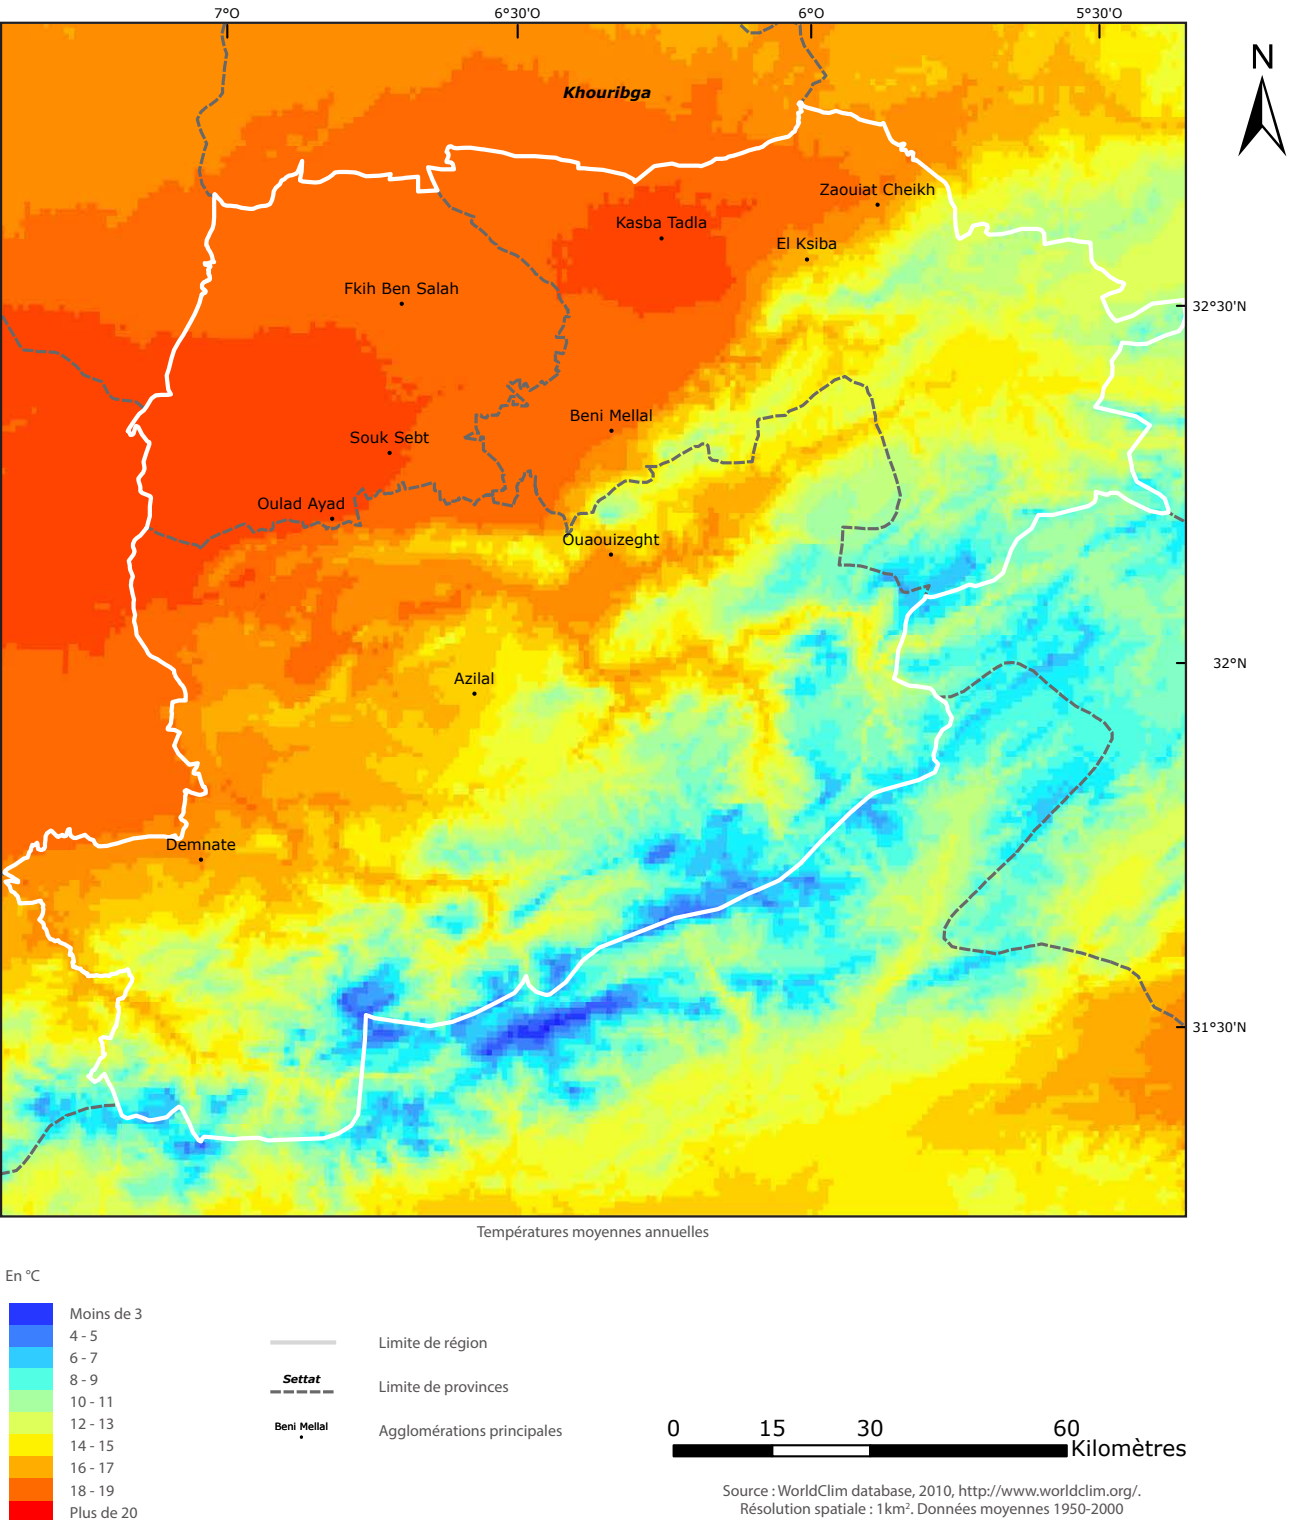 7°O 6°30'O 6°O 5°30'O
N
Khouribga
Zaouiat Cheikh
Kasba Tadla
El Ksiba
Fkih Ben Salah
32°30'N
Beni Mellal
Souk Sebt
Oulad Ayad
Ouaouizeght
32°N
Azilal
Demnate
31°30'N
Températures moyennes annuelles
En °C
Moins de 3
4 - 5
6 - 7
8 - 9
10 - 11
12 - 13
14 - 15
16 - 17
18 - 19
Plus de 20
Limite de région
Settat
Limite de provinces
Beni Mellal
Agglomérations principales
0 15 30 60
Kilomètres
Source : WorldClim database, 2010, http://www.worldclim.org/.
Résolution spatiale : 1km². Données moyennes 1950-2000